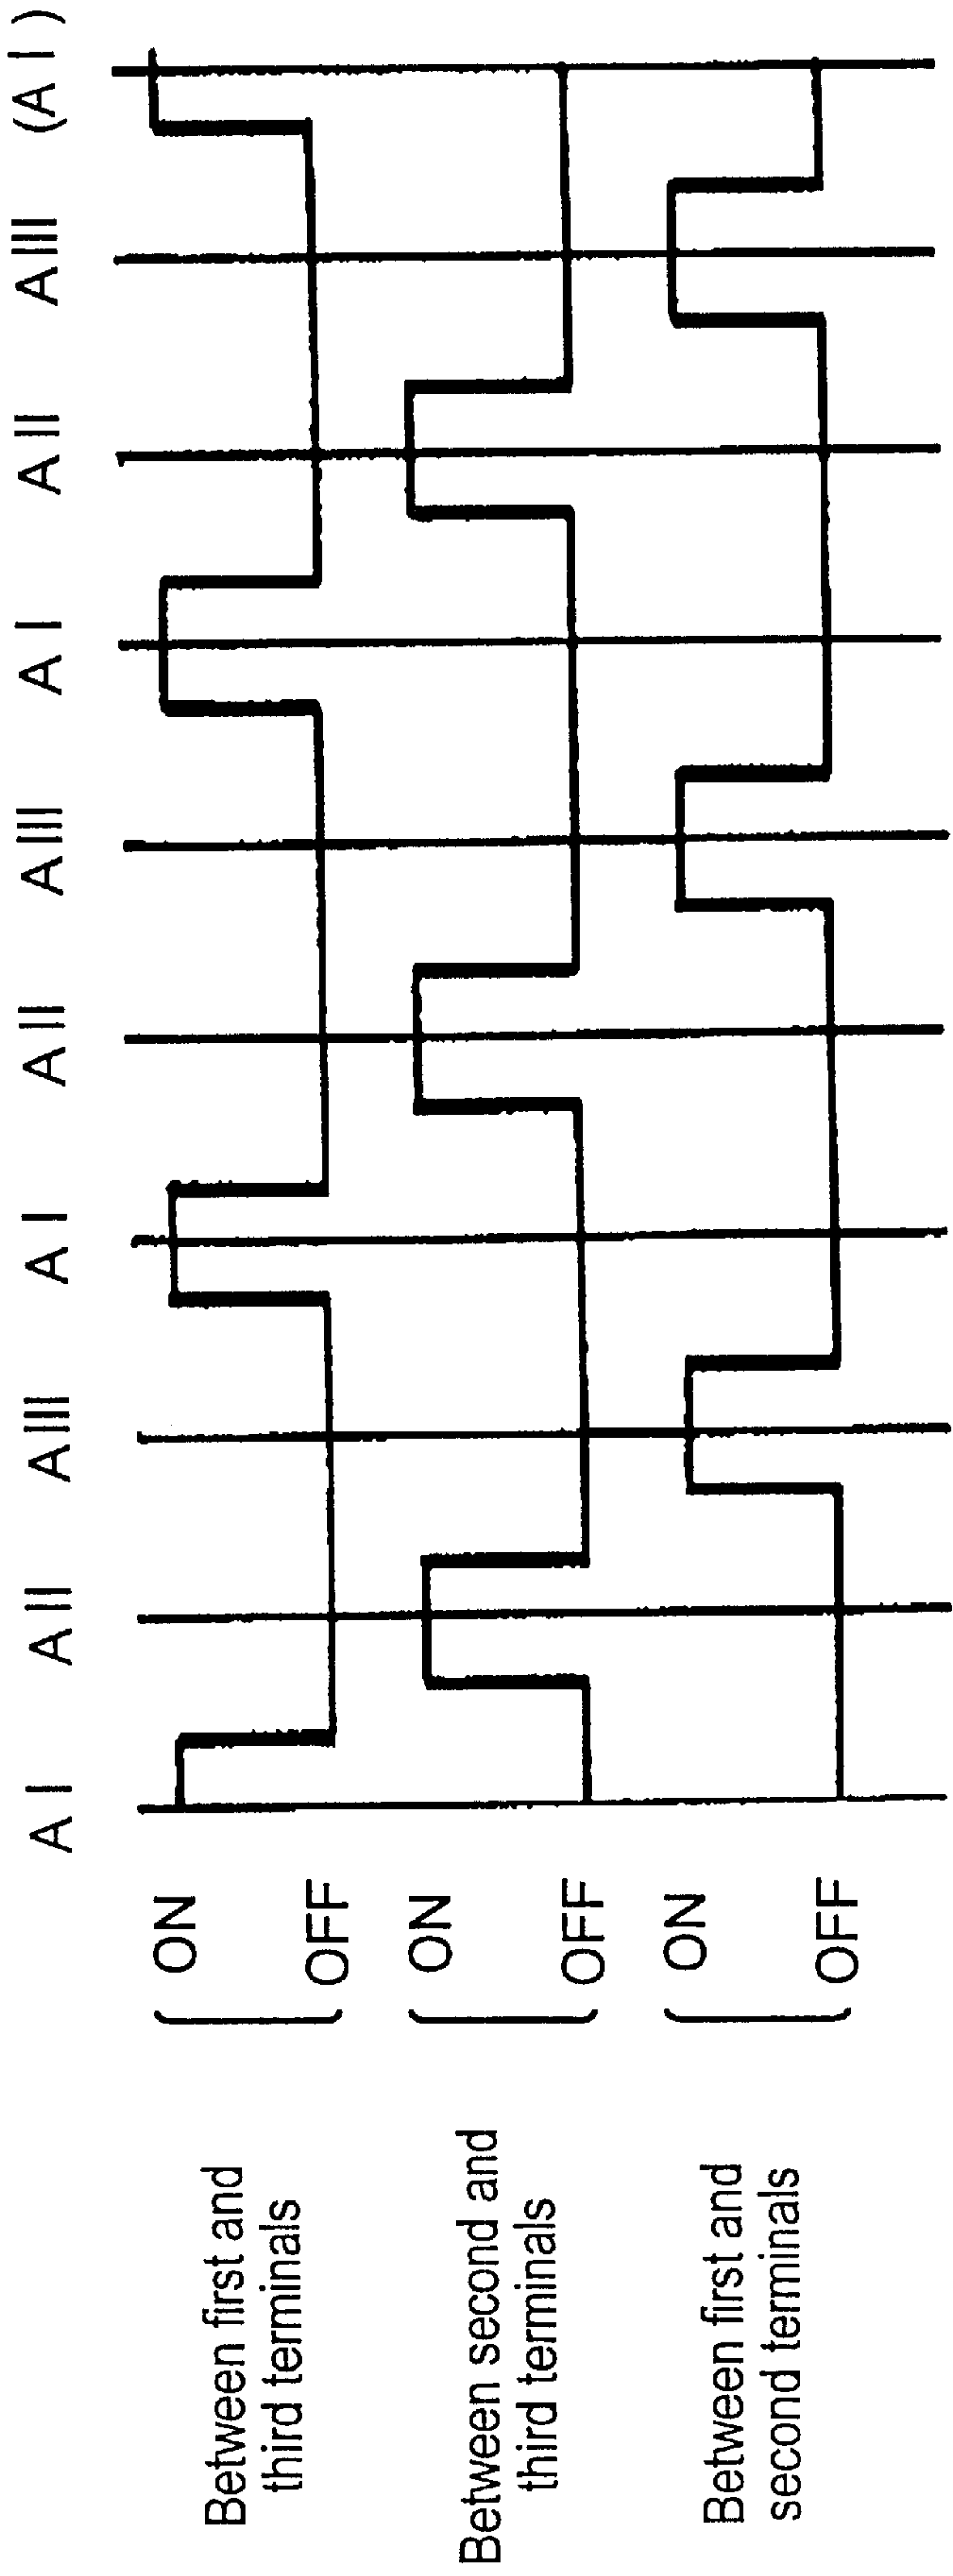 A I
A II
A III
A I
A II
A III
A I
A II
A III
(A I)
Between first and
third terminals
ON
OFF
Between second and
third terminals
ON
OFF
Between first and
second terminals
ON
OFF